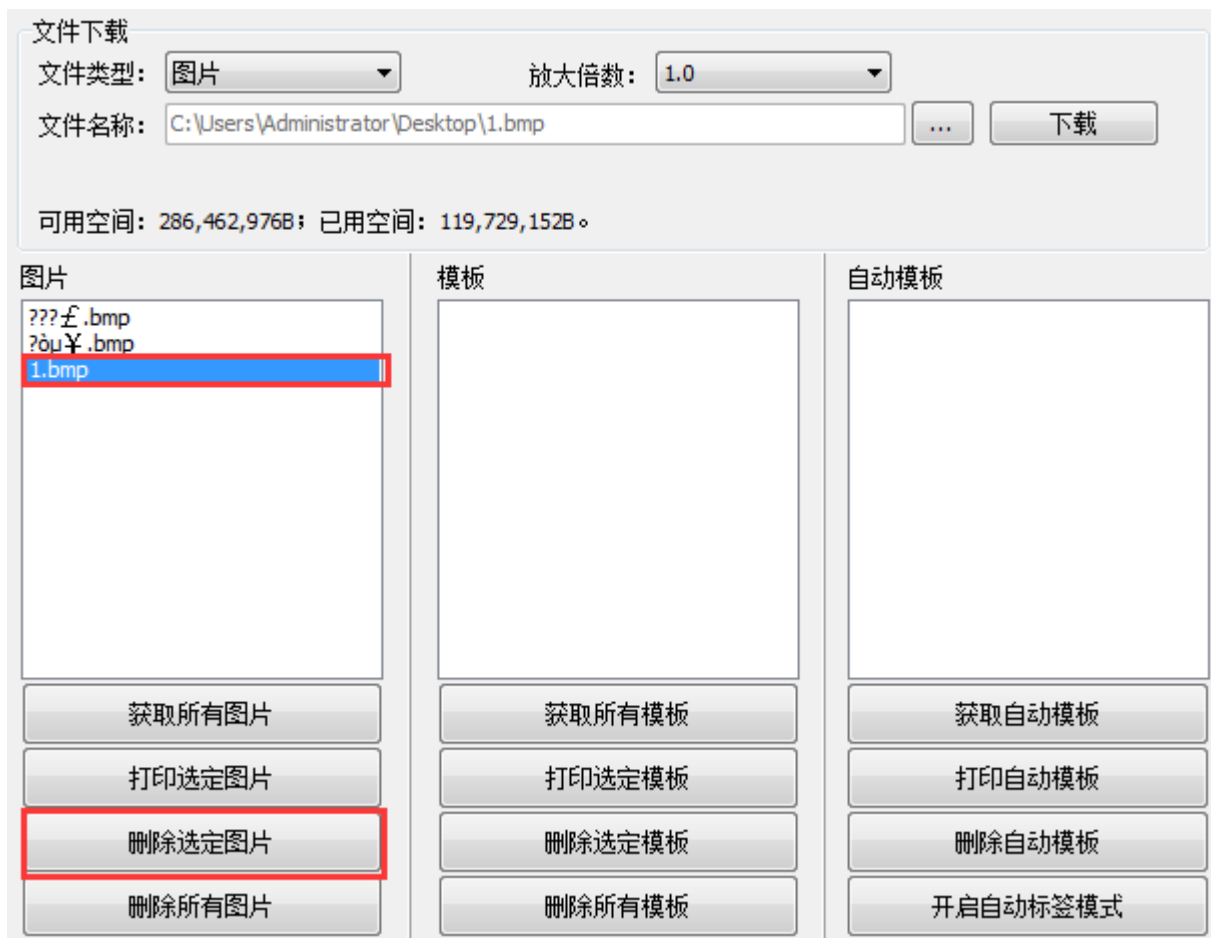 文件下载
文件类型： 图片 放大倍数： 1.0
文件名称： C:\Users\Administrator\Desktop\1.bmp ... 下载
可用空间：286,462,976B；已用空间：119,729,152B。
图片 模板 自动模板
???￡.bmp
?òµ￥.bmp
1.bmp
获取所有图片 获取所有模板 获取自动模板
打印选定图片 打印选定模板 打印自动模板
删除选定图片 删除选定模板 删除自动模板
删除所有图片 删除所有模板 开启自动标签模式